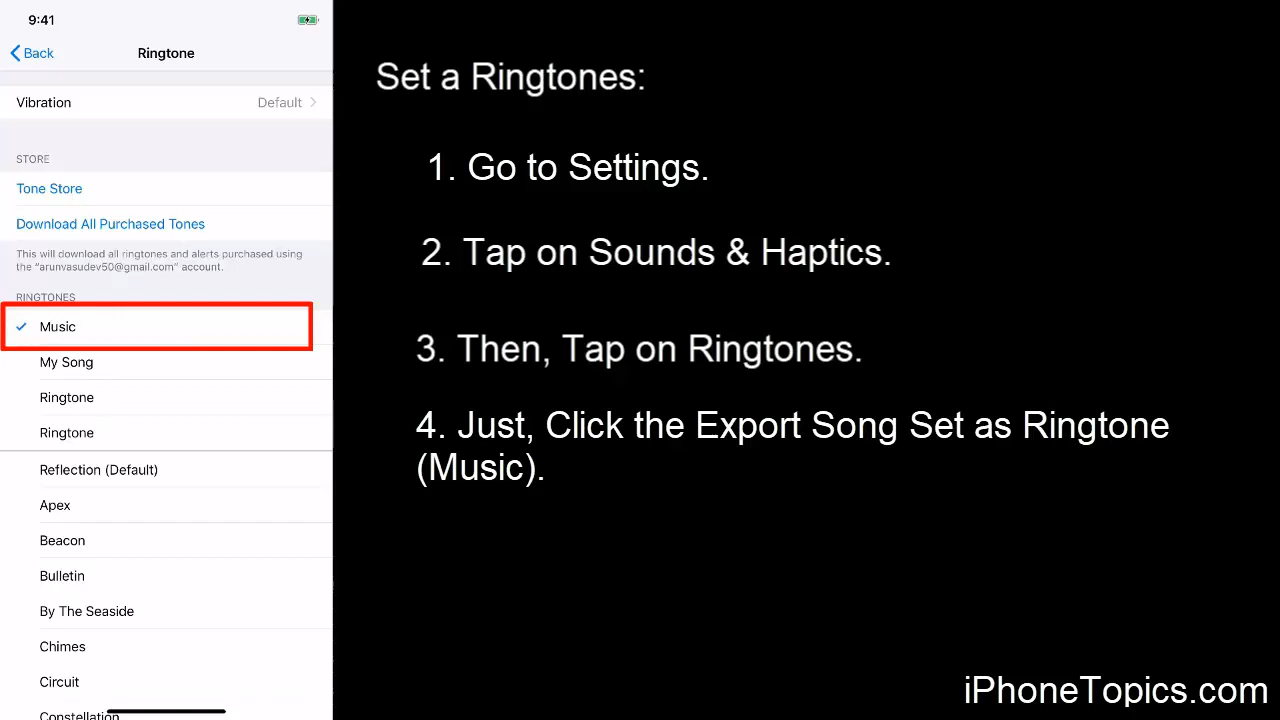 9:41
Back
Ringtone
Vibration
Default
STORE
Tone Store
Download All Purchased Tones
This will download all ringtones and alerts purchased using
the “arunvasudev50@gmail.com” account.
RINGTONES
Music
My Song
Ringtone
Ringtone
Reflection (Default)
Apex
Beacon
Bulletin
By The Seaside
Chimes
Circuit
Constellation
Set a Ringtones:
1. Go to Settings.
2. Tap on Sounds & Haptics.
3. Then, Tap on Ringtones.
4. Just, Click the Export Song Set as Ringtone
(Music).
iPhoneTopics.com